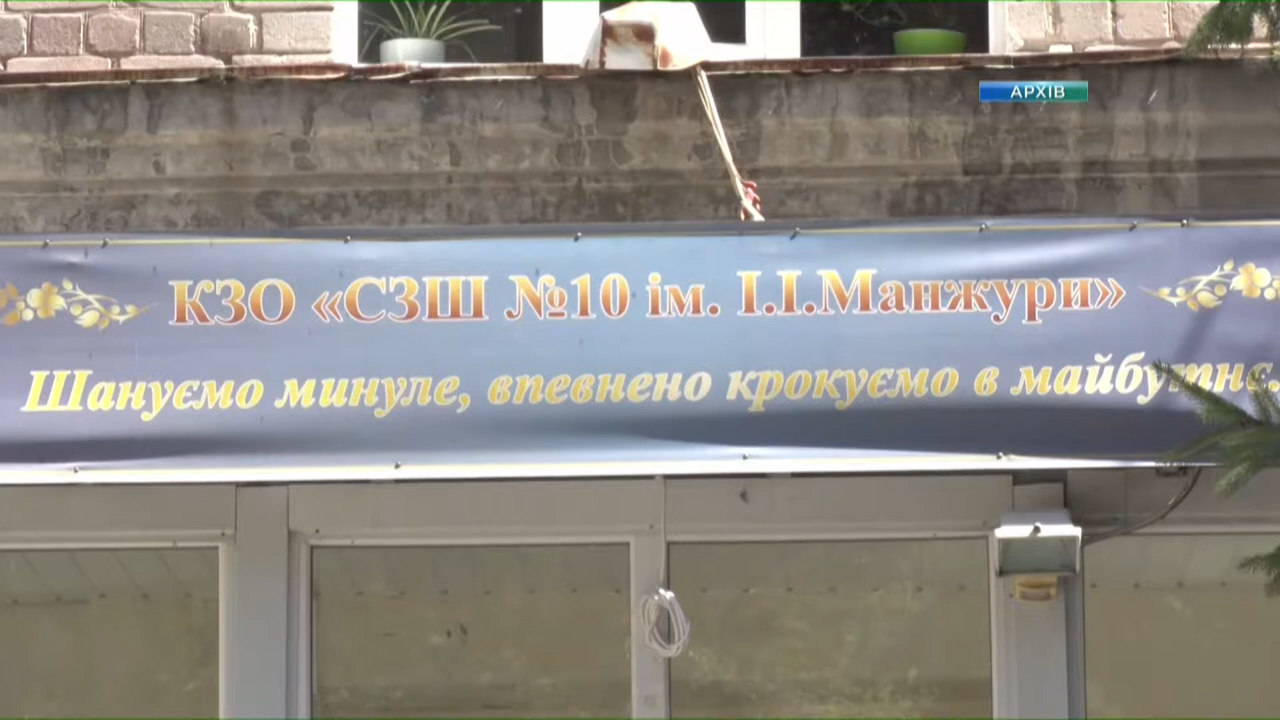 АРХІВ
КЗО «СЗШ №10 ім. І.І.Манжури»
Шануємо минуле, впевнено крокуємо в майбутнє.